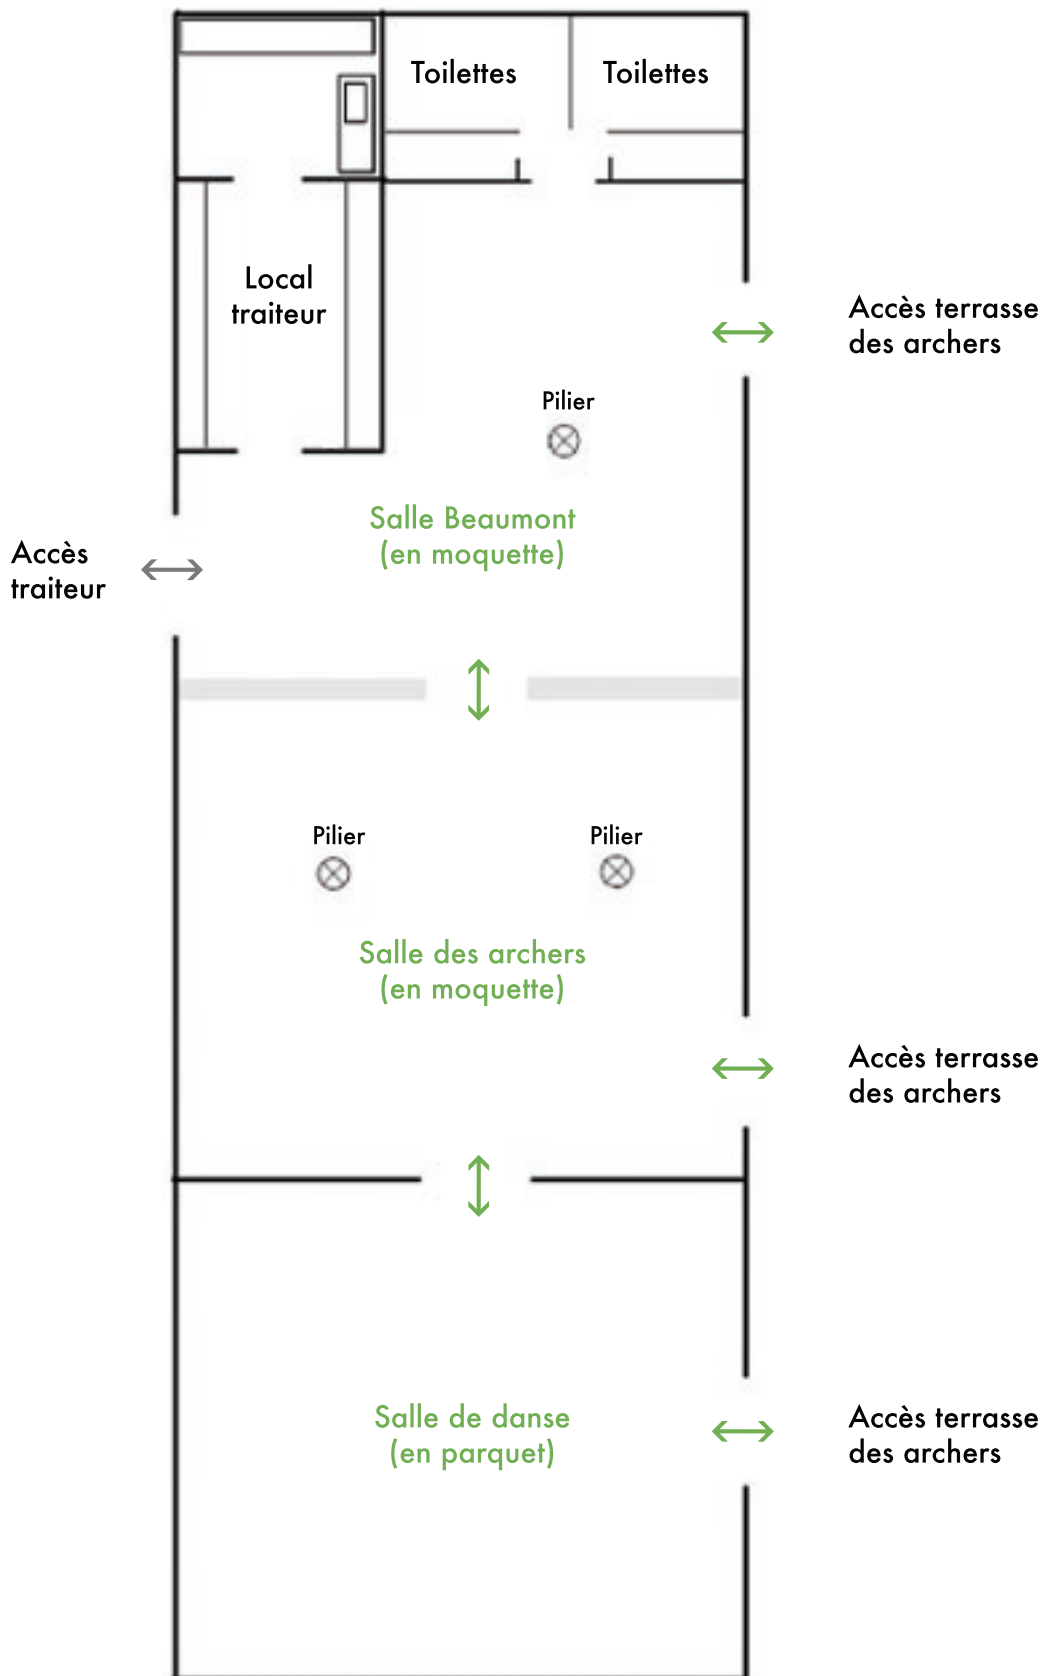 Toilettes
Toilettes
Local
traiteur
Accès terrasse
des archers
Pilier
Salle Beaumont
(en moquette)
Accès
traiteur
Pilier
Pilier
Salle des archers
(en moquette)
Accès terrasse
des archers
Salle de danse
(en parquet)
Accès terrasse
des archers